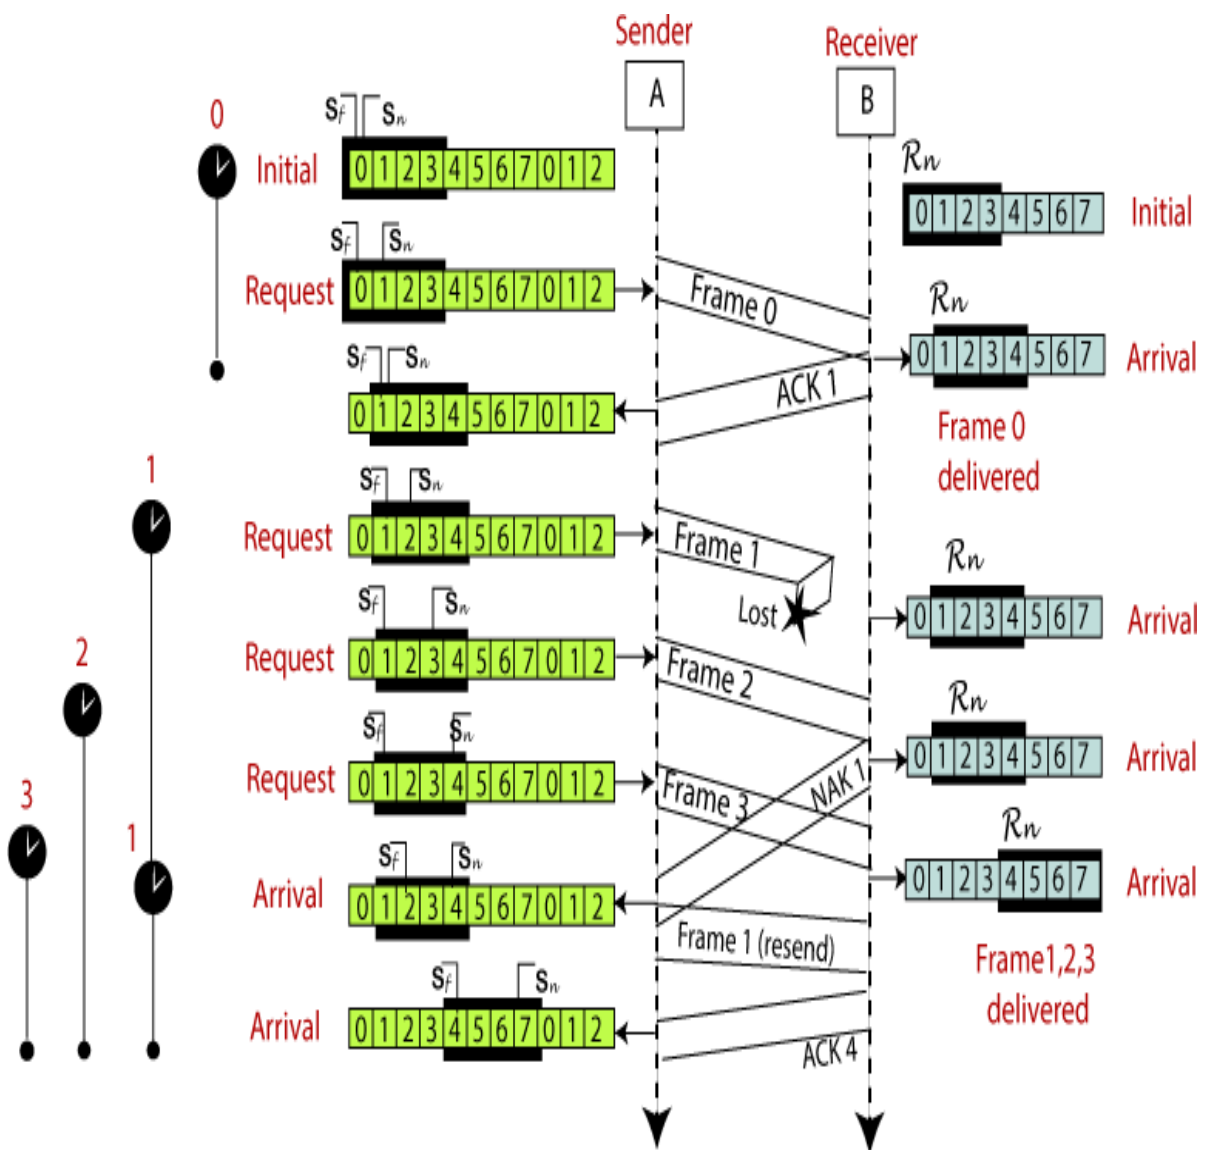 Sender
Receiver
A
B
0
Sf Sn
Initial
0 1 2 3 4 5 6 7 0 1 2
Rn
0 1 2 3 4 5 6 7
Initial
Sf Sn
Request
0 1 2 3 4 5 6 7 0 1 2
Frame 0
Rn
0 1 2 3 4 5 6 7
Arrival
Sf Sn
0 1 2 3 4 5 6 7 0 1 2
ACK 1
Frame 0
delivered
1
Sf Sn
Request
0 1 2 3 4 5 6 7 0 1 2
Frame 1
Lost
Rn
0 1 2 3 4 5 6 7
Arrival
2
Sf Sn
Request
0 1 2 3 4 5 6 7 0 1 2
Frame 2
Rn
0 1 2 3 4 5 6 7
Arrival
3
Sf Sn
Request
0 1 2 3 4 5 6 7 0 1 2
Frame 3
NAK 1
Rn
0 1 2 3 4 5 6 7
Arrival
1
Sf Sn
Arrival
0 1 2 3 4 5 6 7 0 1 2
Frame 1 (resend)
Frame1,2,3
delivered
Sf Sn
Arrival
0 1 2 3 4 5 6 7 0 1 2
ACK 4